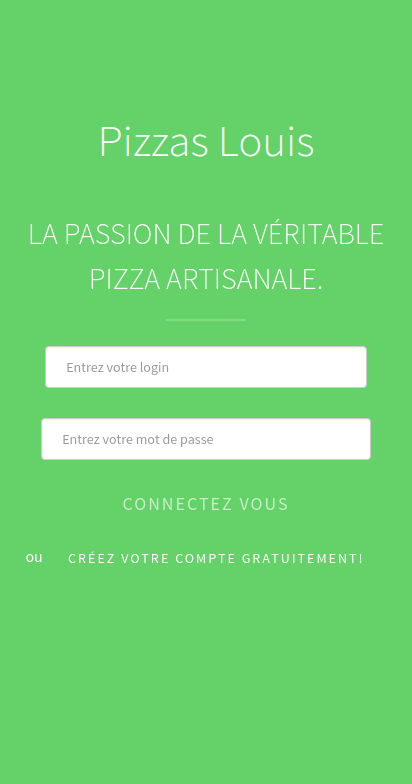 Pizzas Louis
LA PASSION DE LA VÉRITABLE
PIZZA ARTISANALE.
Entrez votre login
Entrez votre mot de passe
CONNECTEZ VOUS
ou CRÉEZ VOTRE COMPTE GRATUITEMENT!